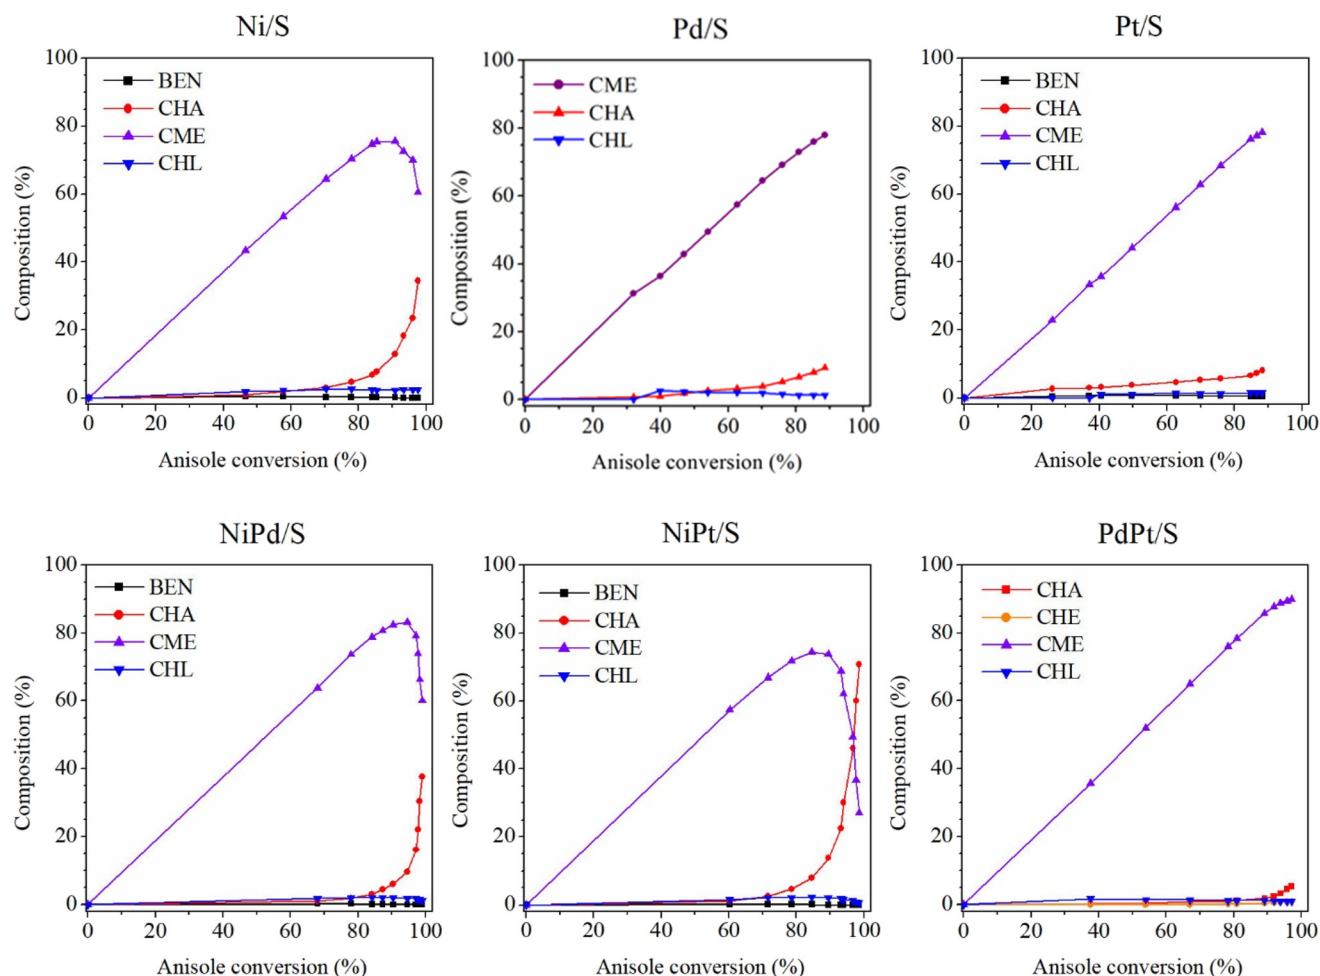 Ni/S
100
80
60
40
20
0
BEN
CHA
CME
CHL
Composition (%)
0 20 40 60 80 100
Anisole conversion (%)
Pd/S
100
80
60
40
20
0
CME
CHA
CHL
Composition (%)
0 20 40 60 80 100
Anisole conversion (%)
Pt/S
100
80
60
40
20
0
BEN
CHA
CME
CHL
Composition (%)
0 20 40 60 80 100
Anisole conversion (%)
NiPd/S
100
80
60
40
20
0
BEN
CHA
CME
CHL
Composition (%)
0 20 40 60 80 100
Anisole conversion (%)
NiPt/S
100
80
60
40
20
0
BEN
CHA
CME
CHL
Composition (%)
0 20 40 60 80 100
Anisole conversion (%)
PdPt/S
100
80
60
40
20
0
CHA
CHE
CME
CHL
Composition (%)
0 20 40 60 80 100
Anisole conversion (%)